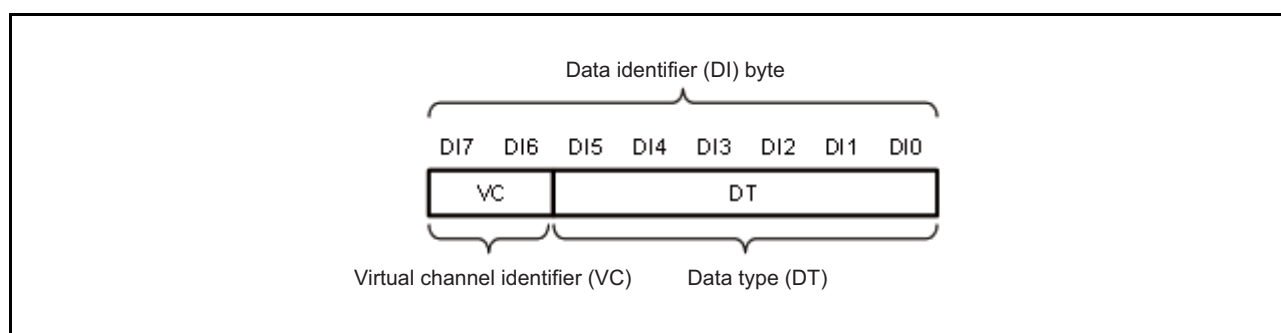 Data identifier (DI) byte
DI7 DI6 DI5 DI4 DI3 DI2 DI1 DI0
VC DT
Virtual channel identifier (VC) Data type (DT)